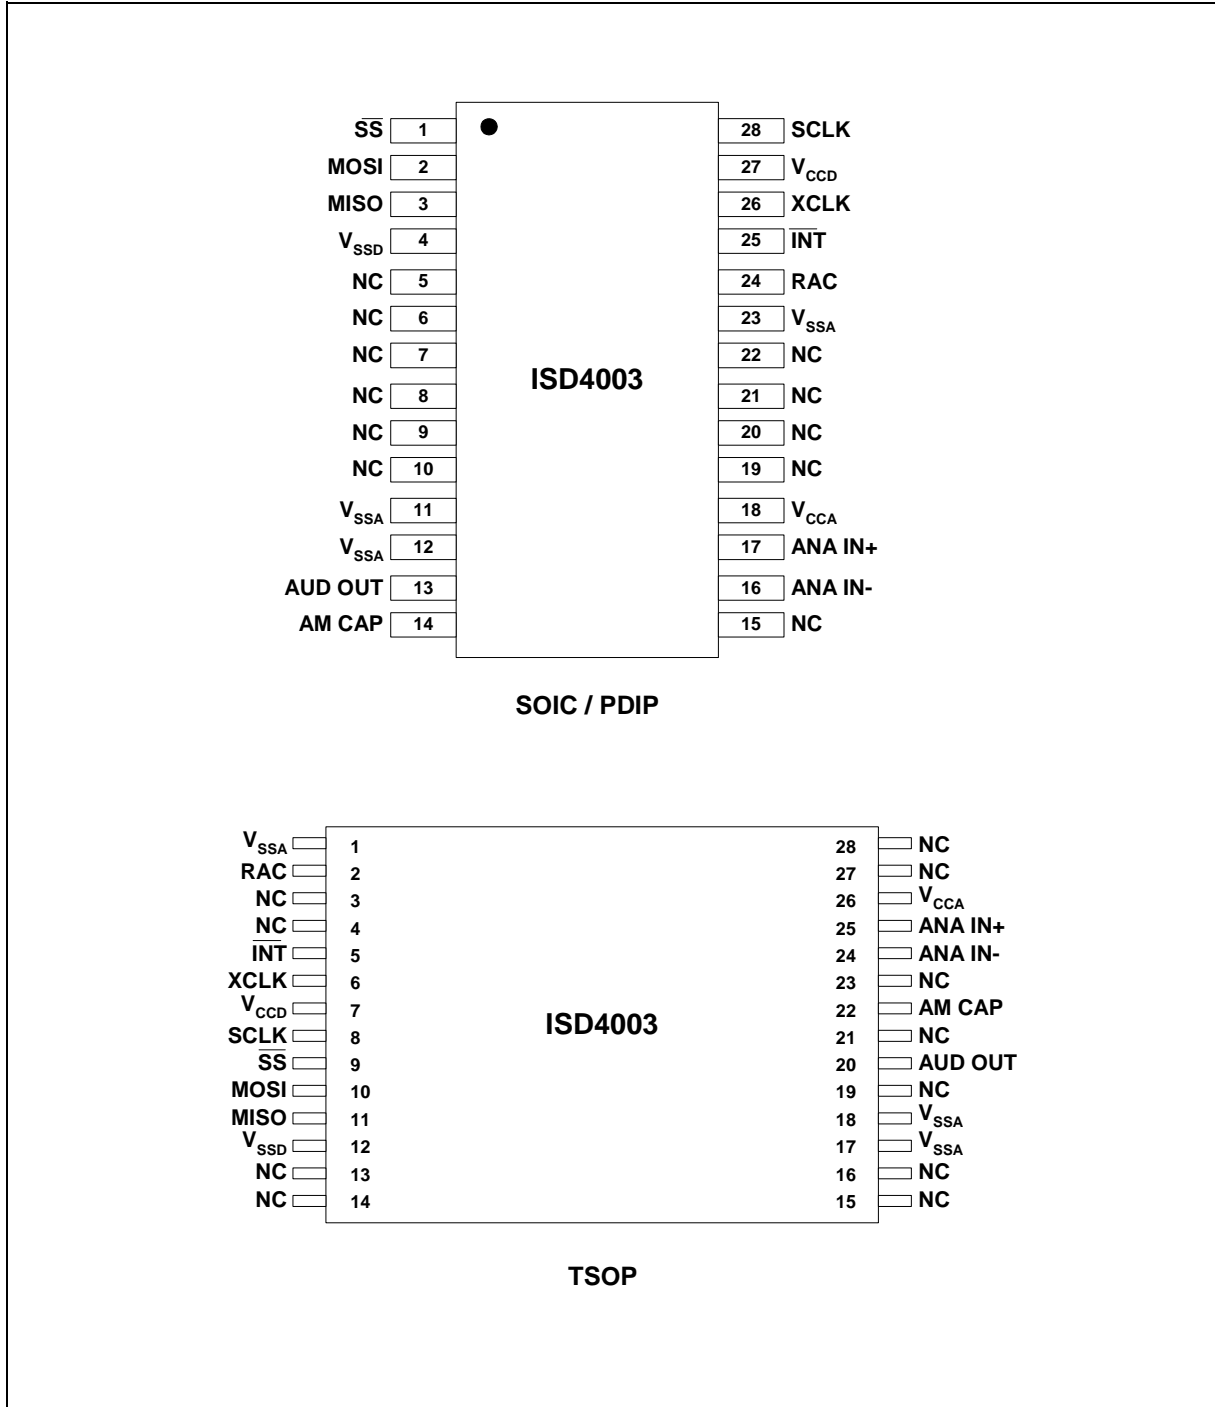 S̅S̅ 1 28 SCLK
MOSI 2 27 VCCD
MISO 3 26 XCLK
VSSD 4 25 I̅N̅T̅
NC 5 24 RAC
NC 6 23 VSSA
NC 7 22 NC
ISD4003
NC 8 21 NC
NC 9 20 NC
NC 10 19 NC
VSSA 11 18 VCCA
VSSA 12 17 ANA IN+
AUD OUT 13 16 ANA IN-
AM CAP 14 15 NC
SOIC / PDIP
VSSA 1 28 NC
RAC 2 27 NC
NC 3 26 VCCA
NC 4 25 ANA IN+
I̅N̅T̅ 5 24 ANA IN-
XCLK 6 23 NC
VCCD 7 22 AM CAP
ISD4003
SCLK 8 21 NC
S̅S̅ 9 20 AUD OUT
MOSI 10 19 NC
MISO 11 18 VSSA
VSSD 12 17 VSSA
NC 13 16 NC
NC 14 15 NC
TSOP